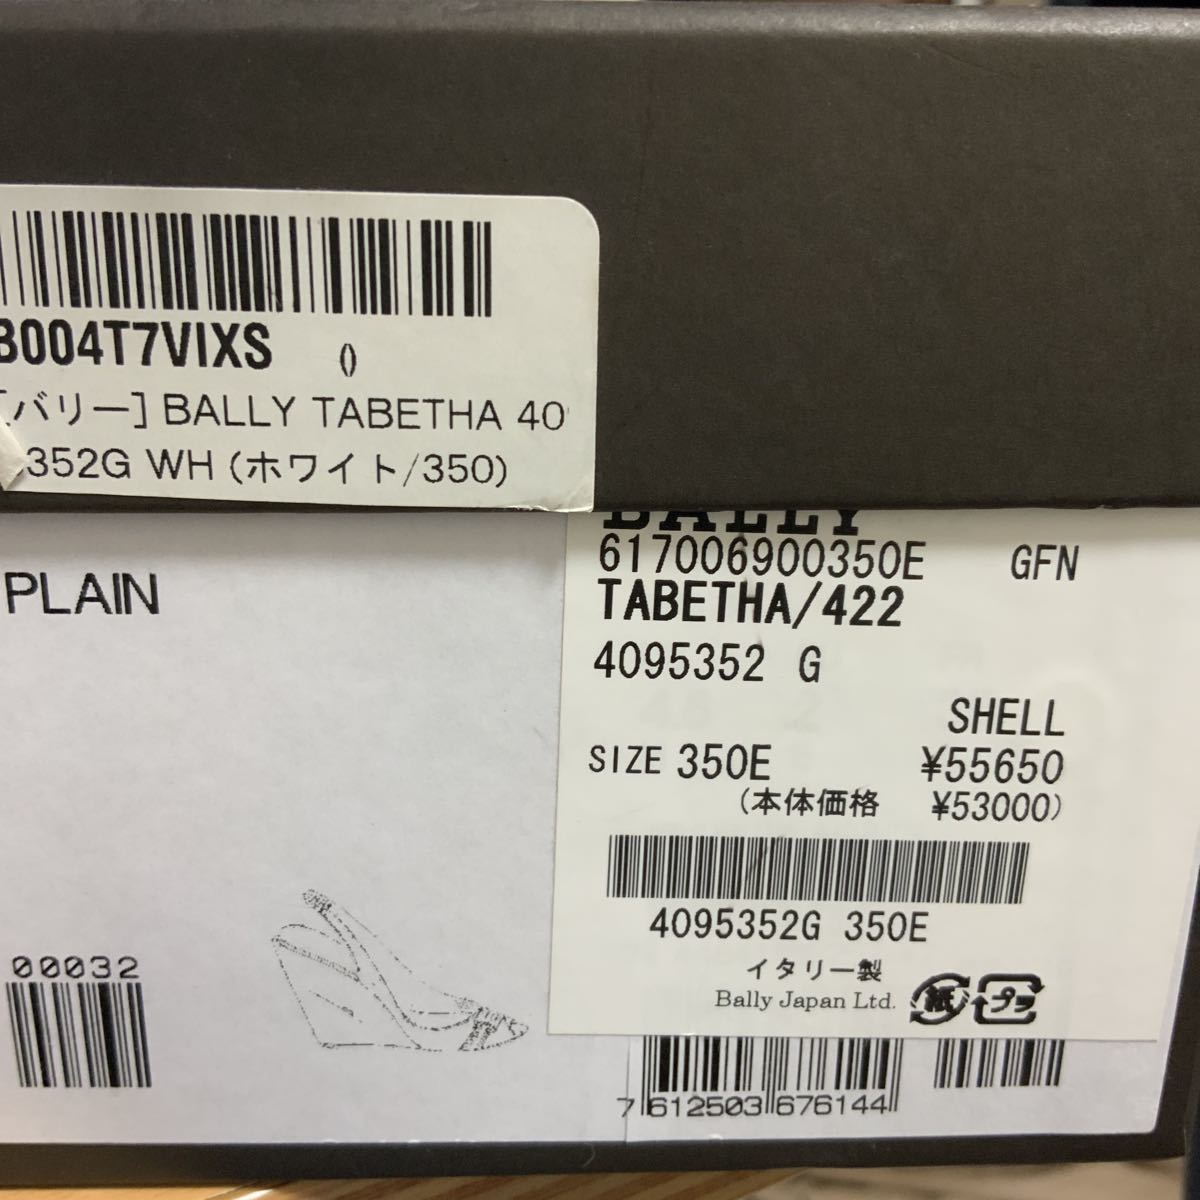 B004T7VIXS 0
[バリー] BALLY TABETHA 40
352G WH (ホワイト/350)
PLAIN
00032
BALLY
617006900350E GFN
TABETHA/422
4095352 G
SHELL
SIZE 350E ¥55650
(本体価格 ¥53000)
4095352G 350E
イタリー製
Bally Japan Ltd. 紙 プラ
7 612503 676144